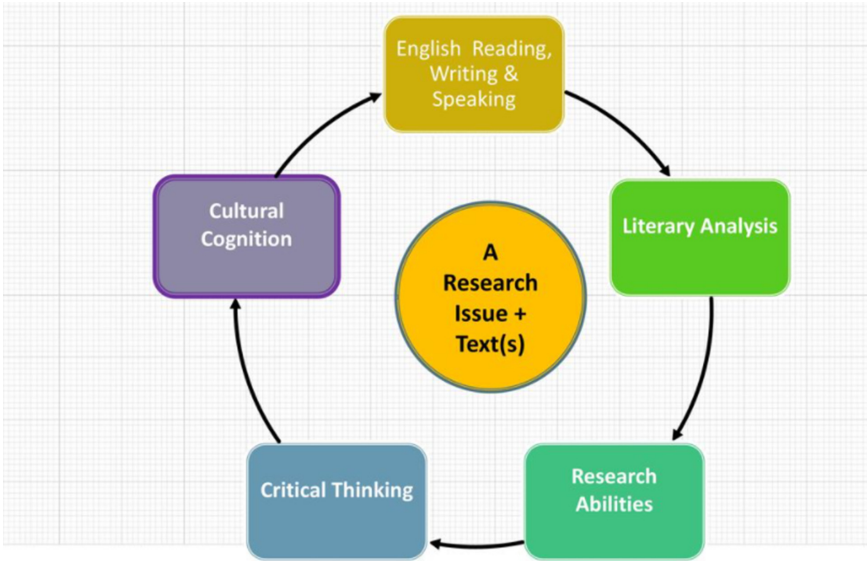 English Reading,
Writing &
Speaking
Literary Analysis
Research
Abilities
Critical Thinking
Cultural
Cognition
A
Research
Issue +
Text(s)